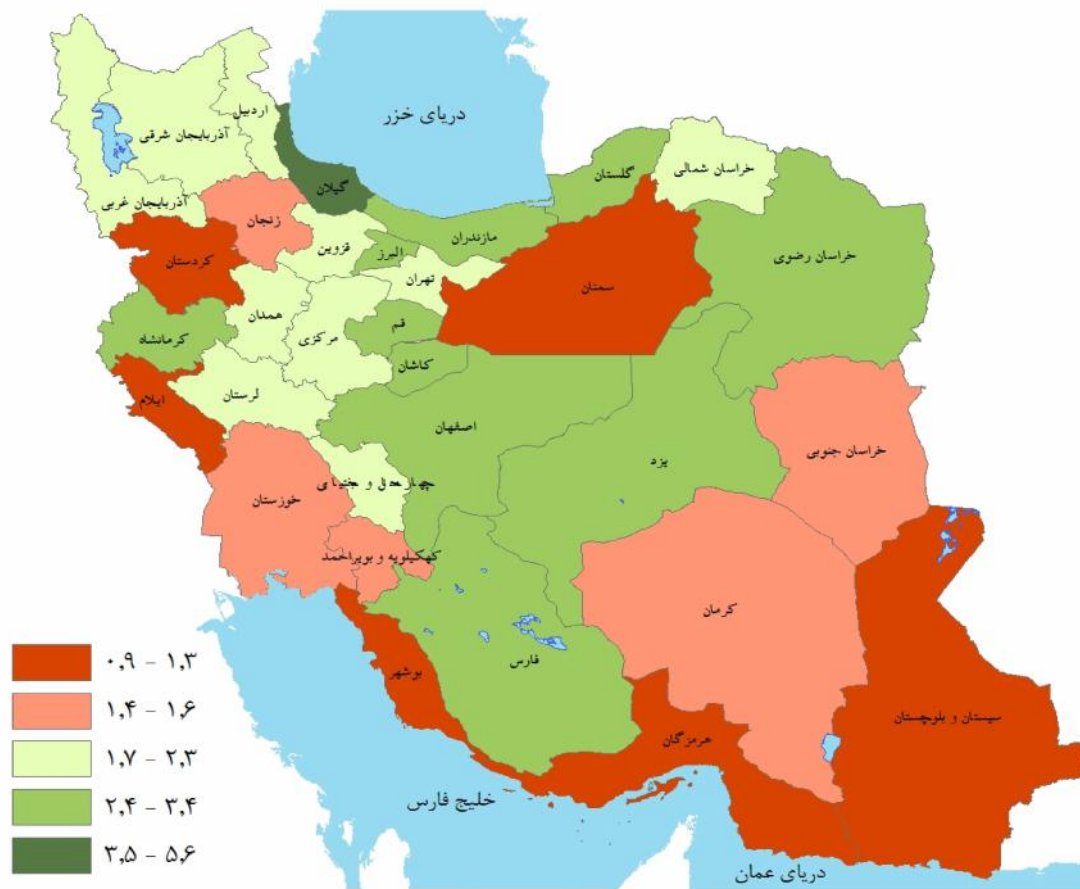 دریای خزر
اردبیل
آذربایجان شرقی
گیلان
گلستان
خراسان شمالی
آذربایجان غربی
زنجان
مازندران
قزوین
البرز
خراسان رضوی
کردستان
تهران
سمنان
همدان
قم
کرمانشاه
مرکزی
کاشان
ایلام
لرستان
اصفهان
خراسان جنوبی
یزد
خوزستان
کهکیلویه و بویراحمد
کرمان
فارس
بوشهر
سیستان و بلوچستان
هرمزگان
خلیج فارس
دریای عمان
۰,۹ – ۱,۳
۱,۴ – ۱,۶
۱,۷ – ۲,۳
۲,۴ – ۳,۴
۳,۵ – ۵,۶